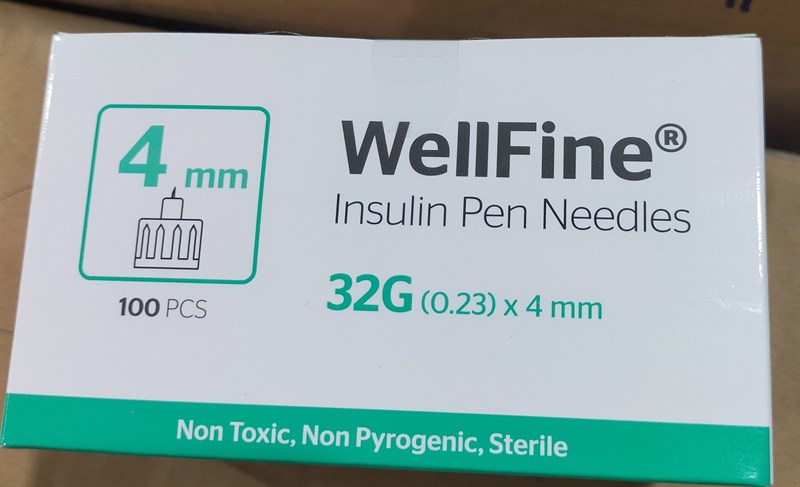 4 mm
100 PCS
WellFine®
Insulin Pen Needles
32G (0.23) x 4 mm
Non Toxic, Non Pyrogenic, Sterile